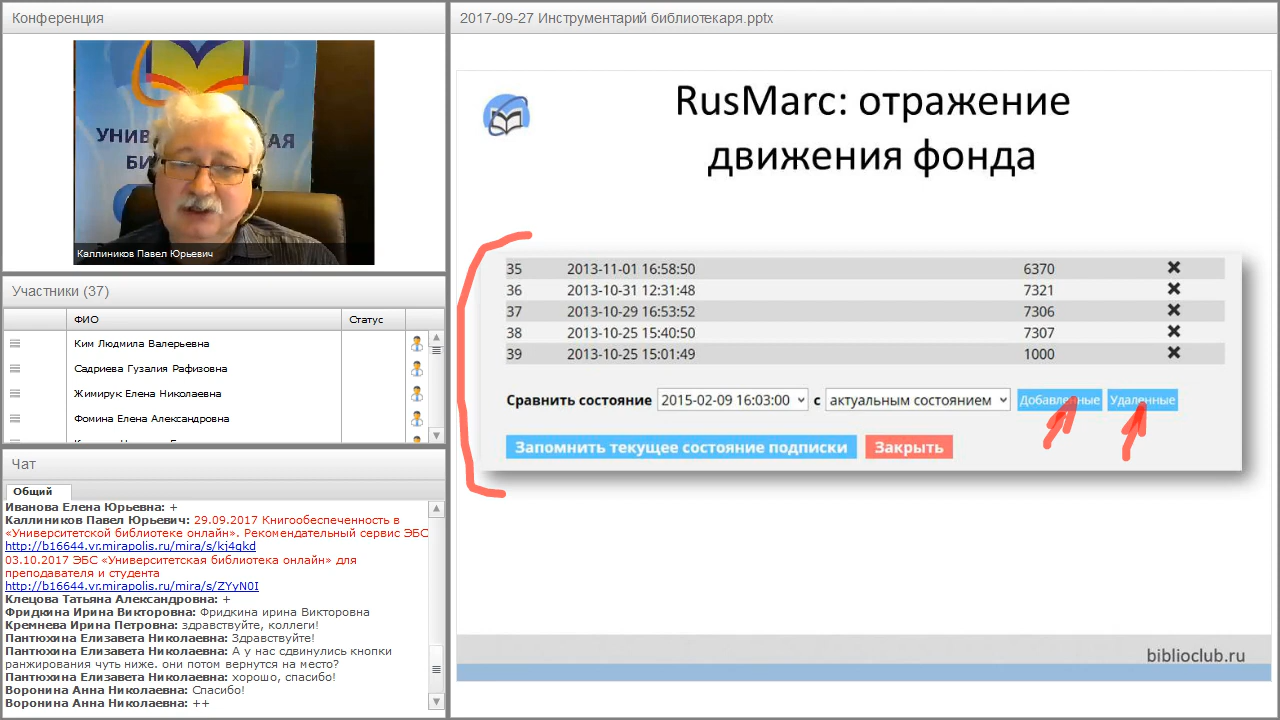 Конференция
УНИВ
СКАЯ
БИ
Каллиников Павел Юрьевич
Участники (37)
ФИО Статус
Ким Людмила Валерьевна
Садриева Гузалия Рафизовна
Жимирук Елена Николаевна
Фомина Елена Александровна
Чат
Общий
Иванова Елена Юрьевна: +
Каллиников Павел Юрьевич: 29.09.2017 Книгообеспеченность в
«Университетской библиотеке онлайн». Рекомендательный сервис ЭБС
http://b16644.vr.mirapolis.ru/mira/s/kj4qkd
03.10.2017 ЭБС «Университетская библиотека онлайн» для
преподавателя и студента
http://b16644.vr.mirapolis.ru/mira/s/ZYyN0I
Клецова Татьяна Александровна: +
Фридкина Ирина Викторовна: Фридкина ирина Викторовна
Кремнева Ирина Петровна: здравствуйте, коллеги!
Пантюхина Елизавета Николаевна: Здравствуйте!
Пантюхина Елизавета Николаевна: А у нас сдвинулись кнопки
ранжирования чуть ниже. они потом вернутся на место?
Пантюхина Елизавета Николаевна: хорошо, спасибо!
Воронина Анна Николаевна: Спасибо!
Воронина Анна Николаевна: ++
2017-09-27 Инструментарий библиотекаря.pptx
RusMarc: отражение
движения фонда
35 2013-11-01 16:58:50 6370
36 2013-10-31 12:31:48 7321
37 2013-10-29 16:53:52 7306
38 2013-10-25 15:40:50 7307
39 2013-10-25 15:01:49 1000
Сравнить состояние 2015-02-09 16:03:00 с актуальным состоянием Добавленные Удаленные
Запомнить текущее состояние подписки Закрыть
biblioclub.ru